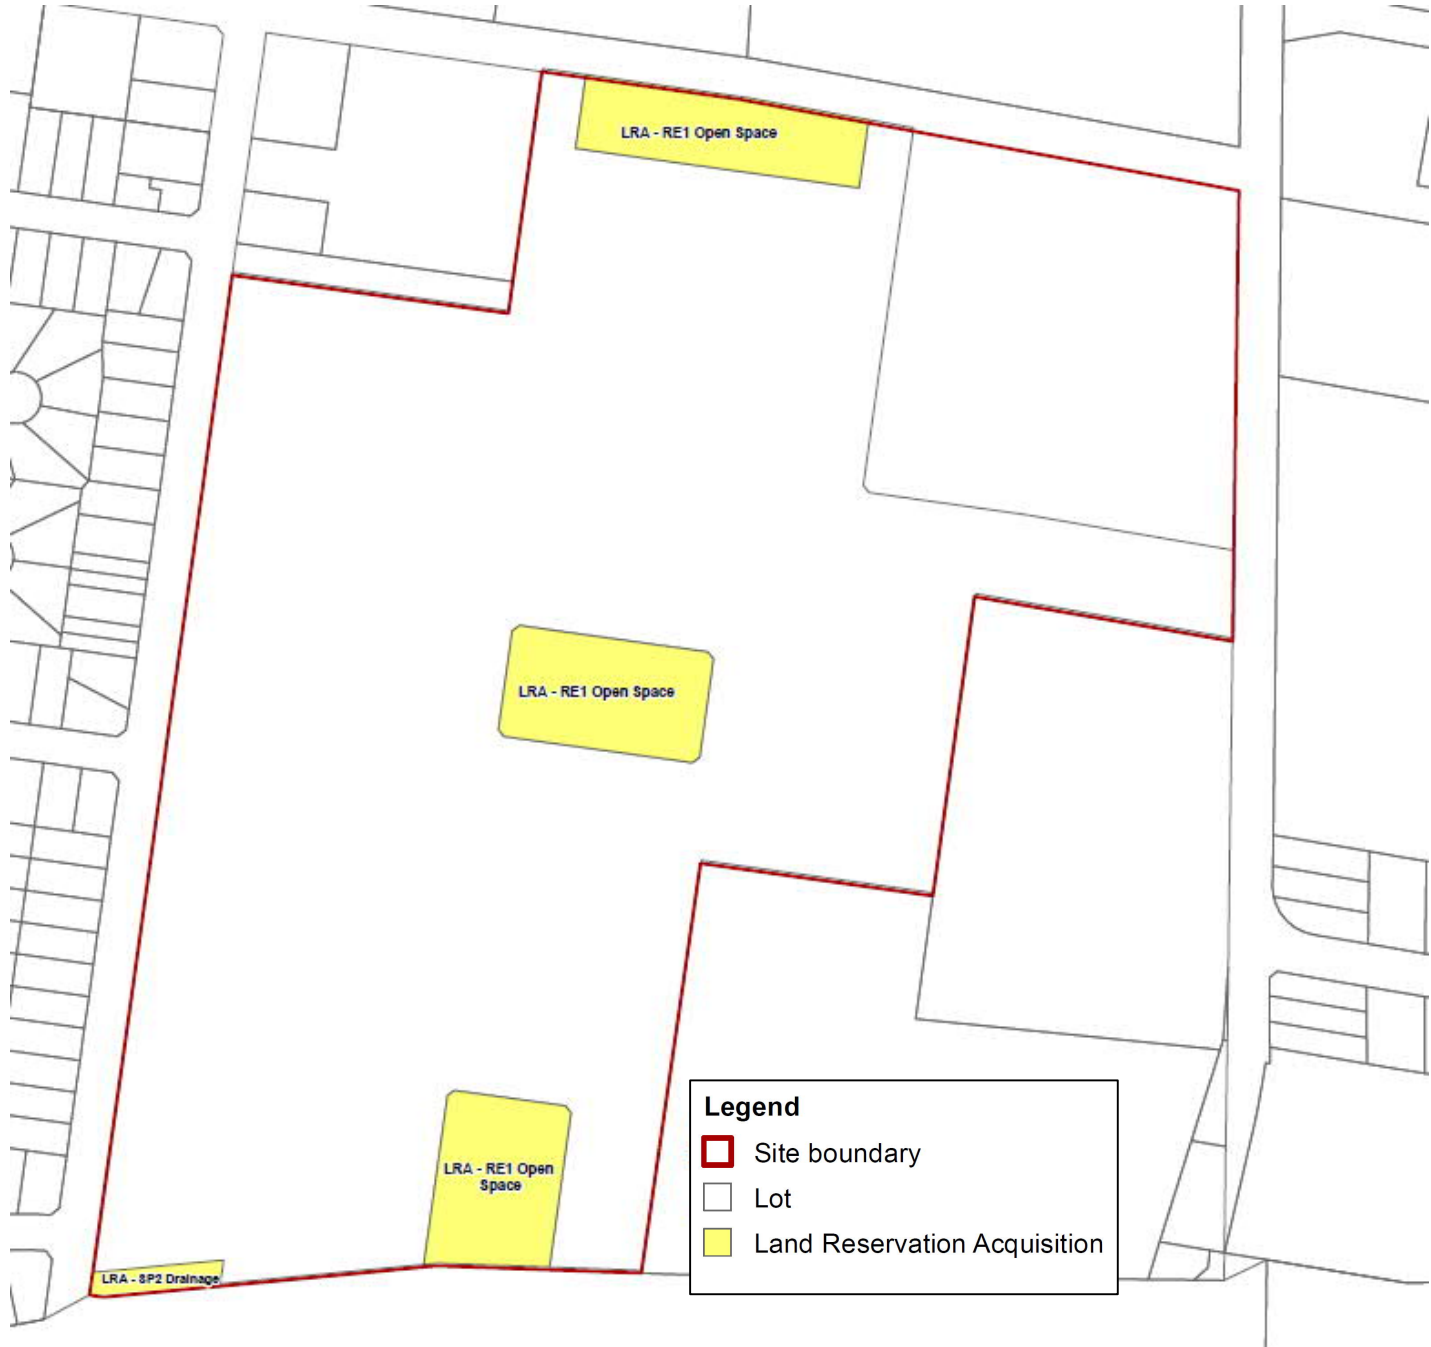 LRA - RE1 Open Space
LRA - RE1 Open Space
LRA - RE1 Open
Space
LRA - SP2 Drainage
Legend
Site boundary
Lot
Land Reservation Acquisition